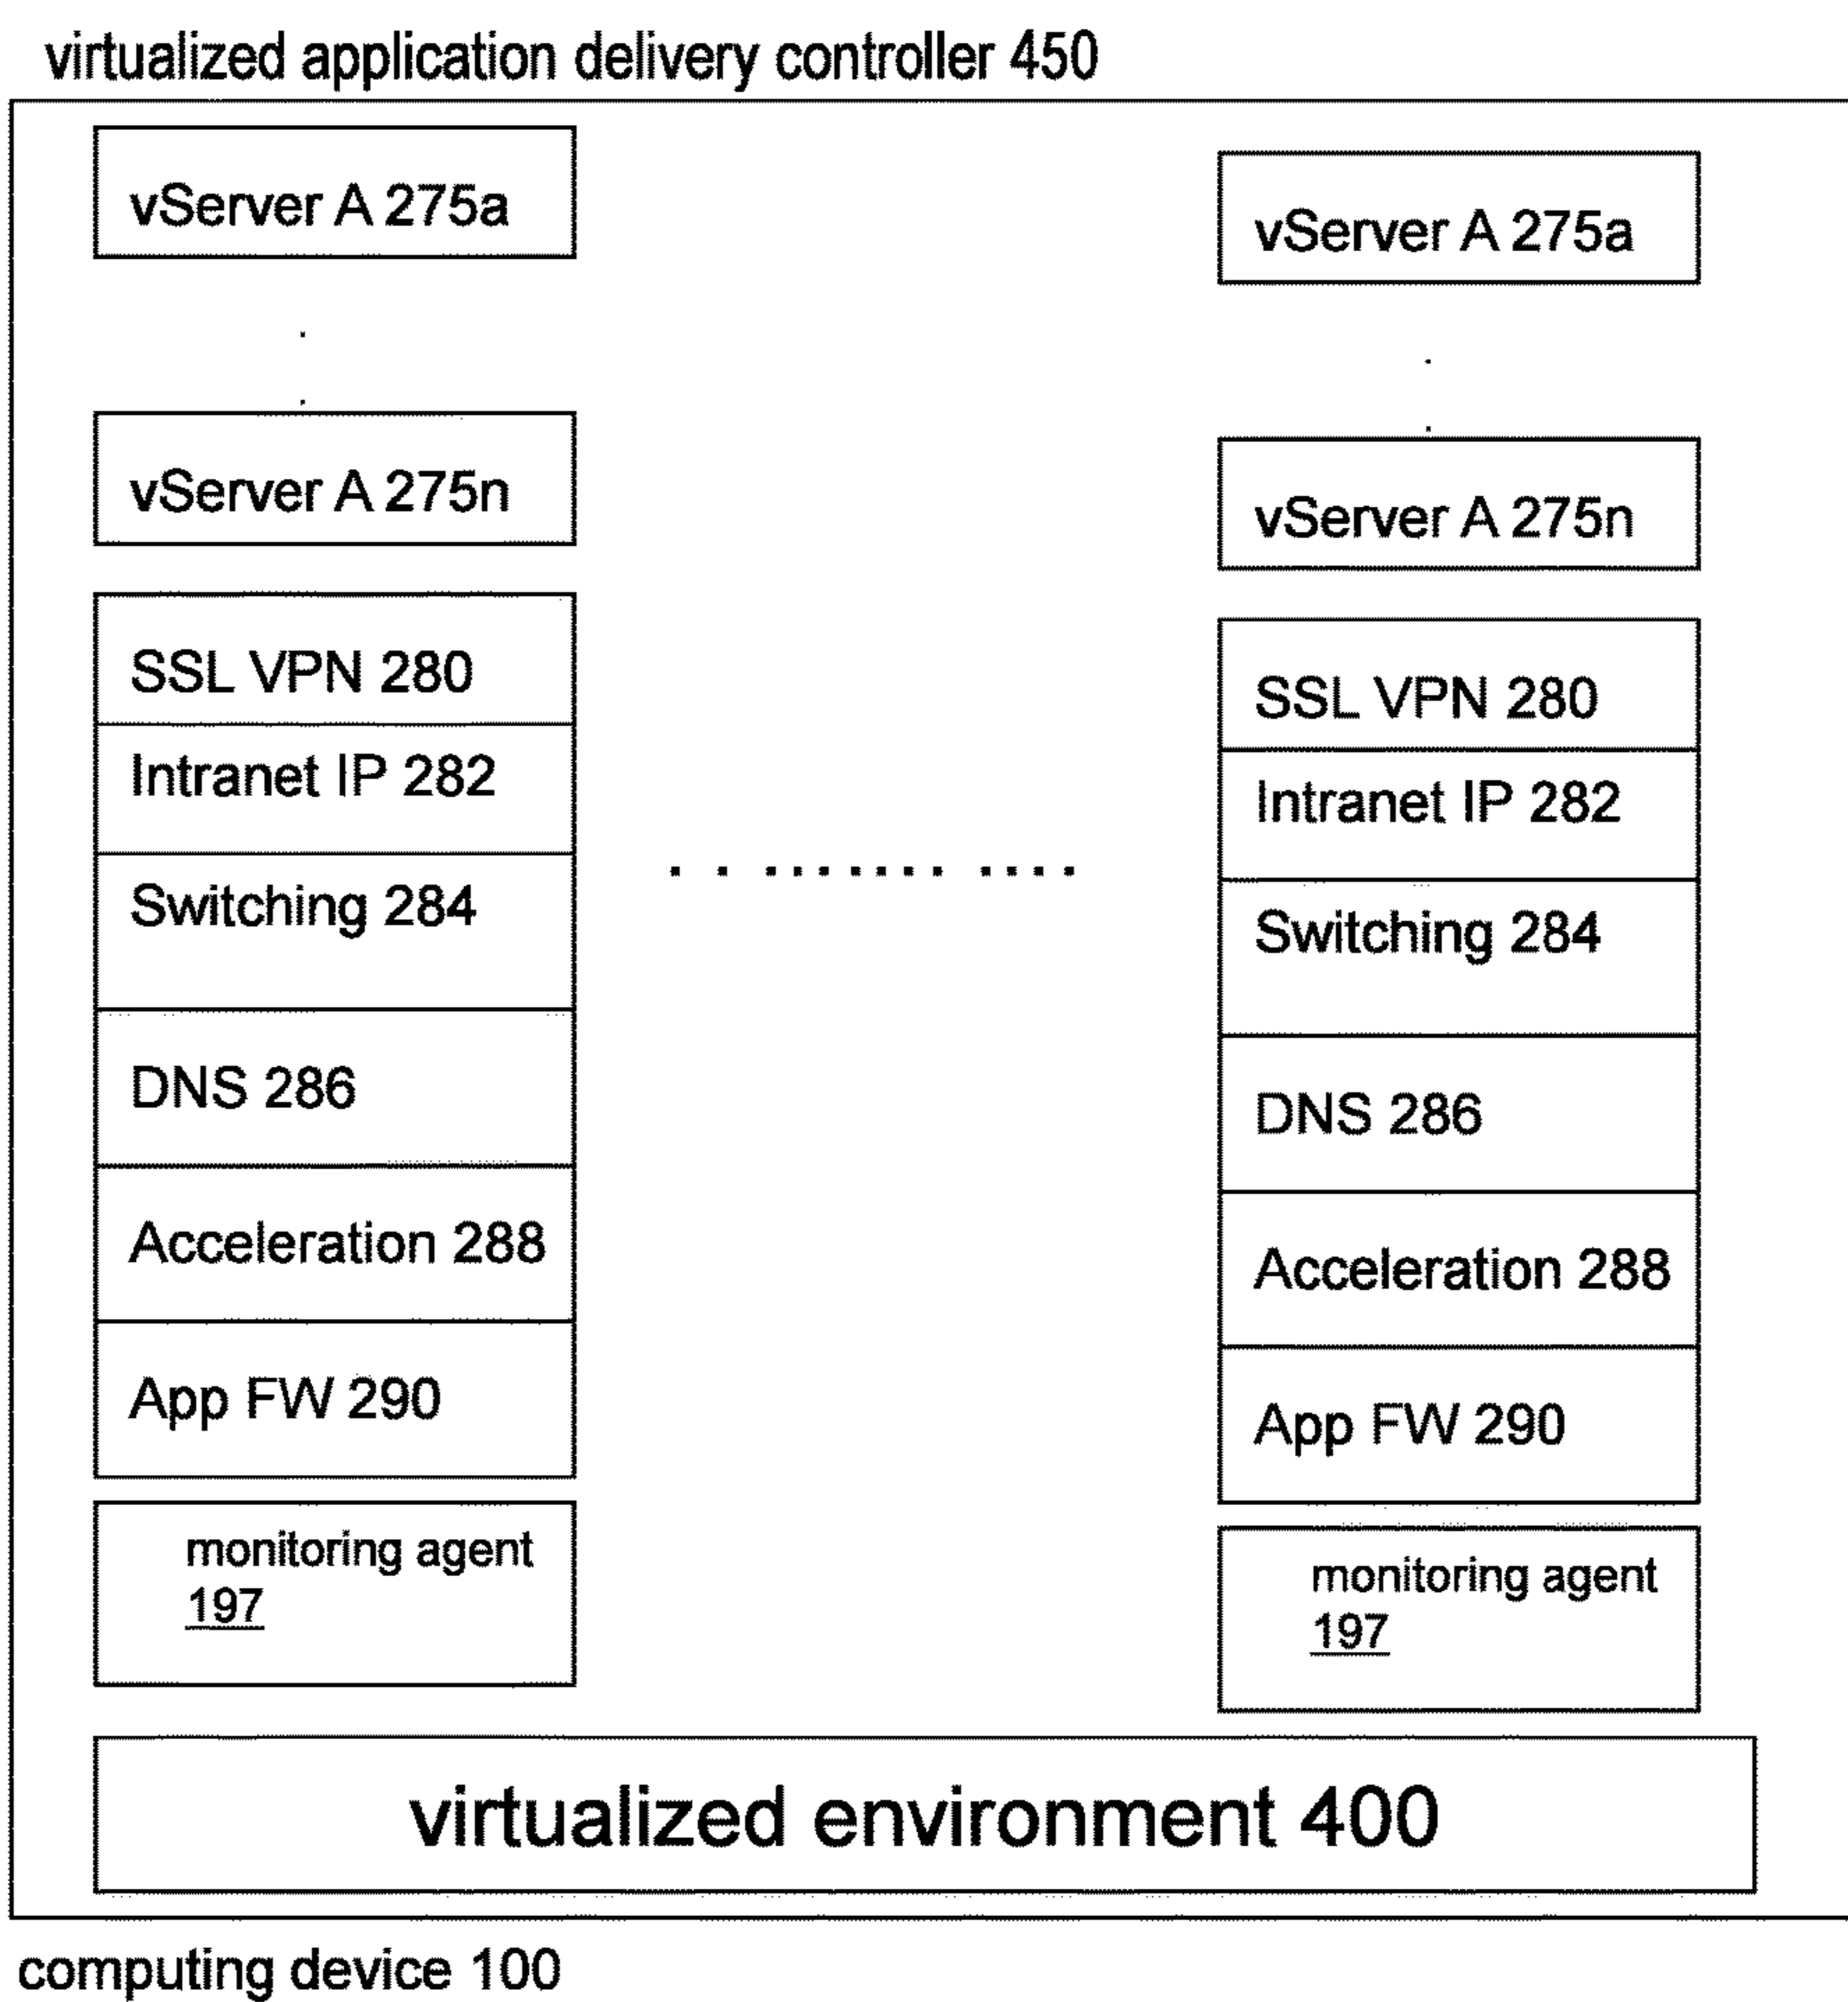 virtualized application delivery controller 450
vServer A 275a
vServer A 275n
SSL VPN 280
Intranet IP 282
Switching 284
DNS 286
Acceleration 288
App FW 290
monitoring agent
197
vServer A 275a
vServer A 275n
SSL VPN 280
Intranet IP 282
Switching 284
DNS 286
Acceleration 288
App FW 290
monitoring agent
197
virtualized environment 400
computing device 100